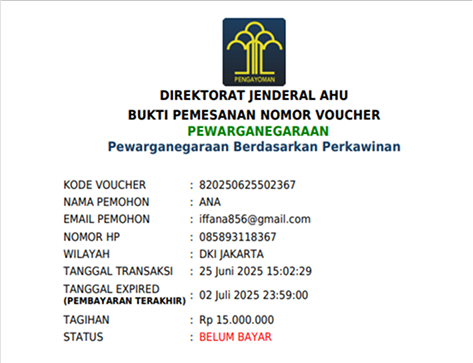 PENGAYOMAN
DIREKTORAT JENDERAL AHU
BUKTI PEMESANAN NOMOR VOUCHER
PEWARGANEGARAAN
Pewarganegaraan Berdasarkan Perkawinan
KODE VOUCHER : 820250625502367
NAMA PEMOHON : ANA
EMAIL PEMOHON : iffana856@gmail.com
NOMOR HP : 085893118367
WILAYAH : DKI JAKARTA
TANGGAL TRANSAKSI : 25 Juni 2025 15:02:29
TANGGAL EXPIRED
(PEMBAYARAN TERAKHIR) : 02 Juli 2025 23:59:00
TAGIHAN : Rp 15.000.000
STATUS : BELUM BAYAR